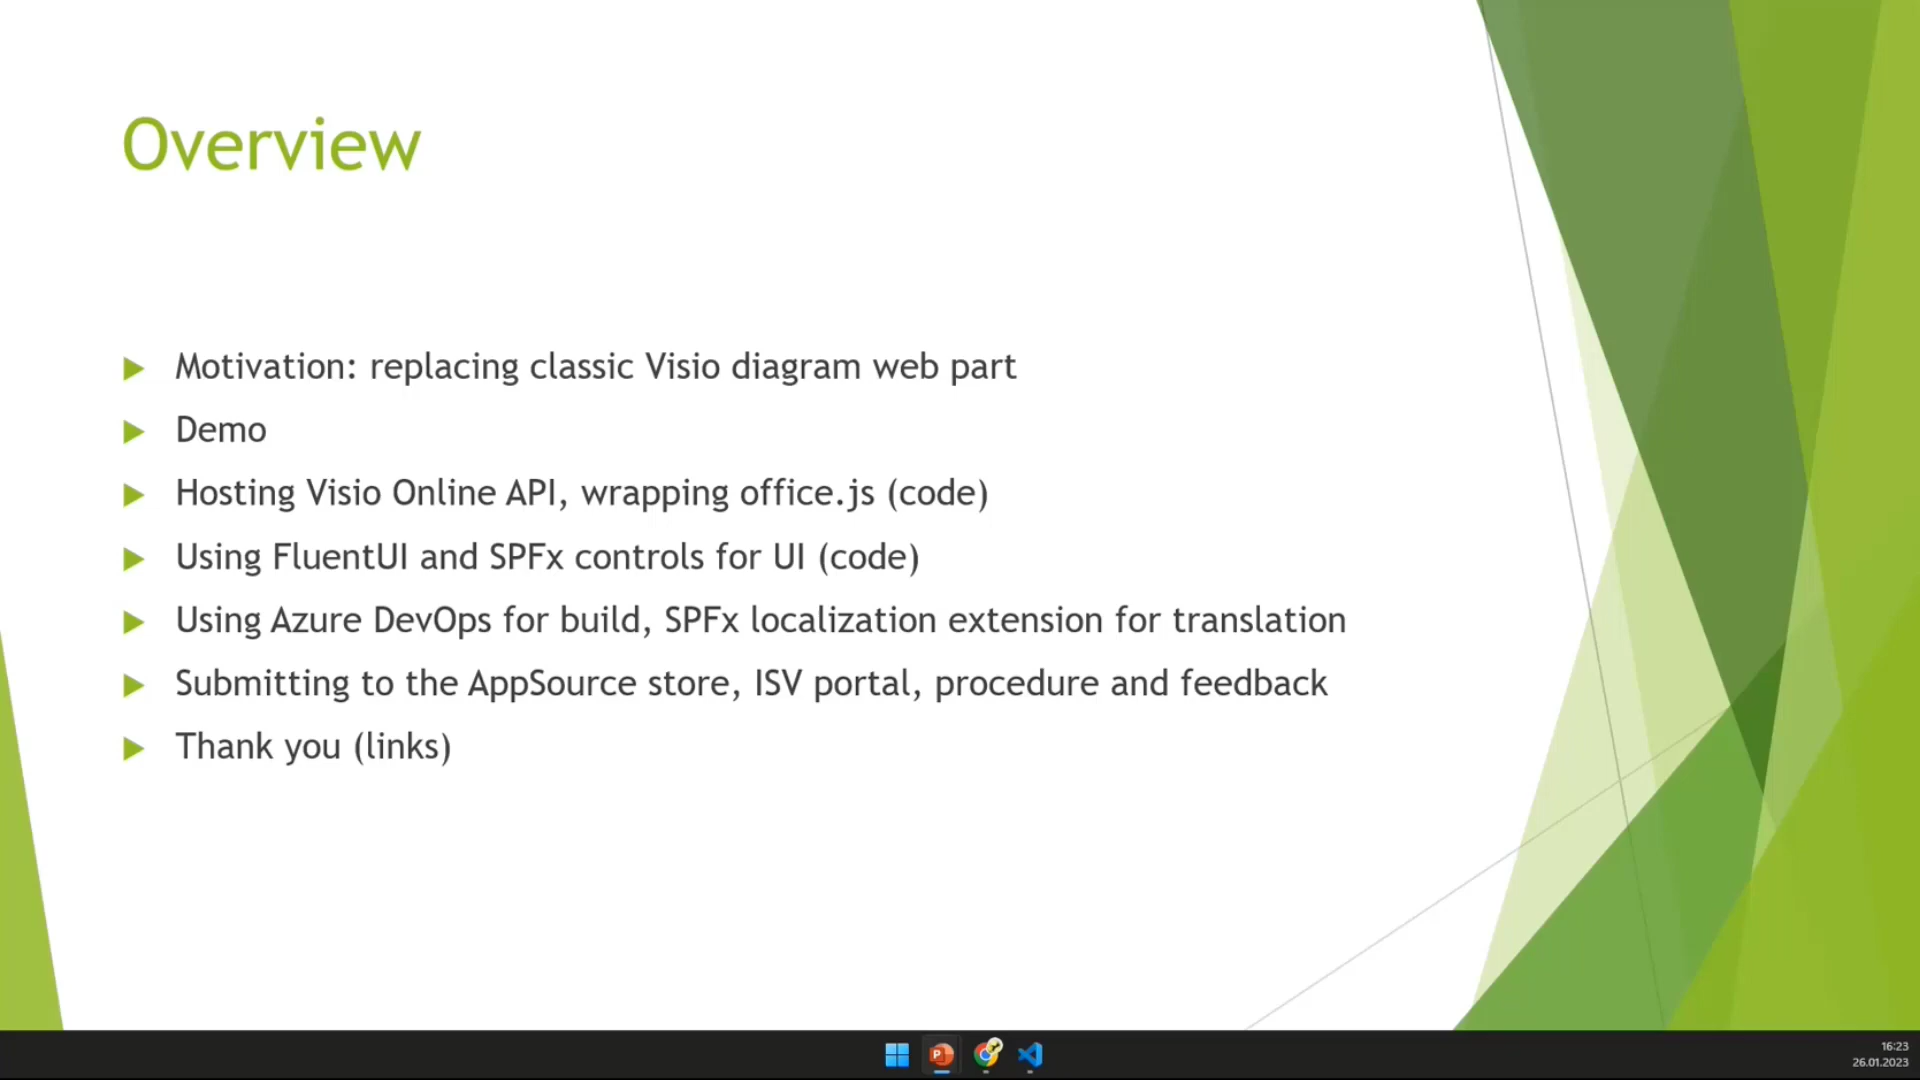 Overview
Motivation: replacing classic Visio diagram web part
Demo
Hosting Visio Online API, wrapping office.js (code)
Using FluentUI and SPFx controls for UI (code)
Using Azure DevOps for build, SPFx localization extension for translation
Submitting to the AppSource store, ISV portal, procedure and feedback
Thank you (links)
16:23
26.01.2023